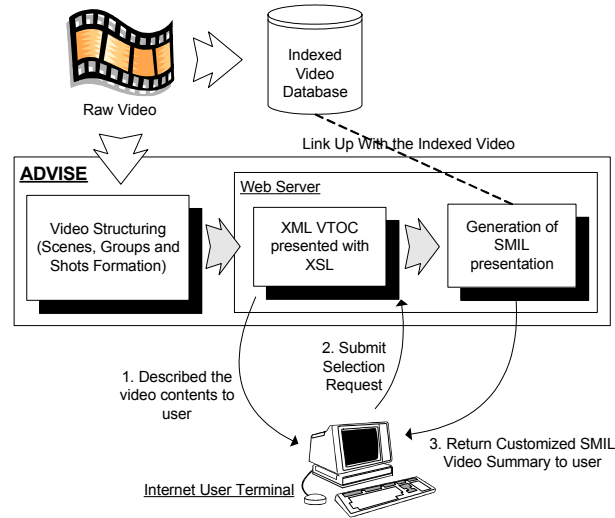 Indexed
Video
Database
Raw Video
Link Up With the Indexed Video
ADVISE
Web Server
Video Structuring
(Scenes, Groups and
Shots Formation)
XML VTOC
presented with
XSL
Generation of
SMIL
presentation
1. Described the
video contents to
user
2. Submit
Selection
Request
3. Return Customized SMIL
Video Summary to user
Internet User Terminal